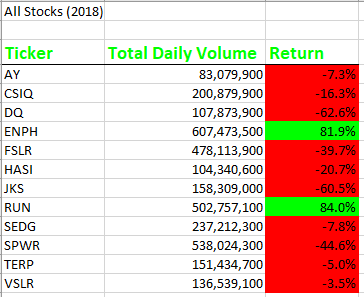 All Stocks (2018)
Ticker Total Daily Volume Return
AY 83,079,900 -7.3%
CSIQ 200,879,900 -16.3%
DQ 107,873,900 -62.6%
ENPH 607,473,500 81.9%
FSLR 478,113,900 -39.7%
HASI 104,340,600 -20.7%
JKS 158,309,000 -60.5%
RUN 502,757,100 84.0%
SEDG 237,212,300 -7.8%
SPWR 538,024,300 -44.6%
TERP 151,434,700 -5.0%
VSLR 136,539,100 -3.5%